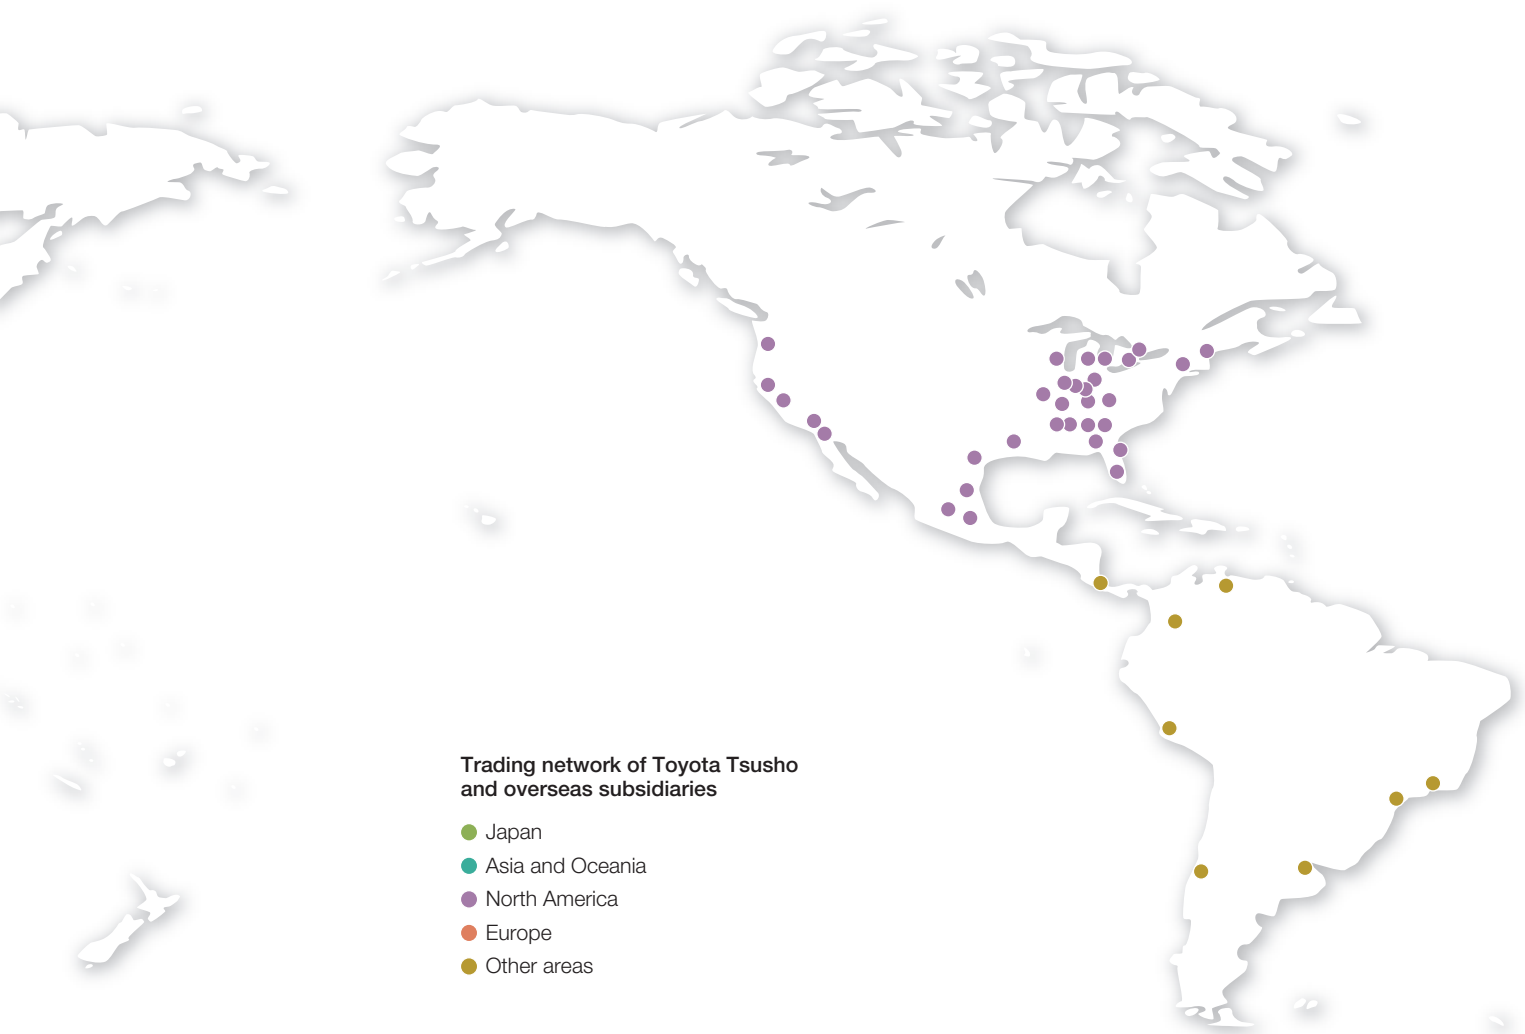 Trading network of Toyota Tsusho
and overseas subsidiaries
Japan
Asia and Oceania
North America
Europe
Other areas